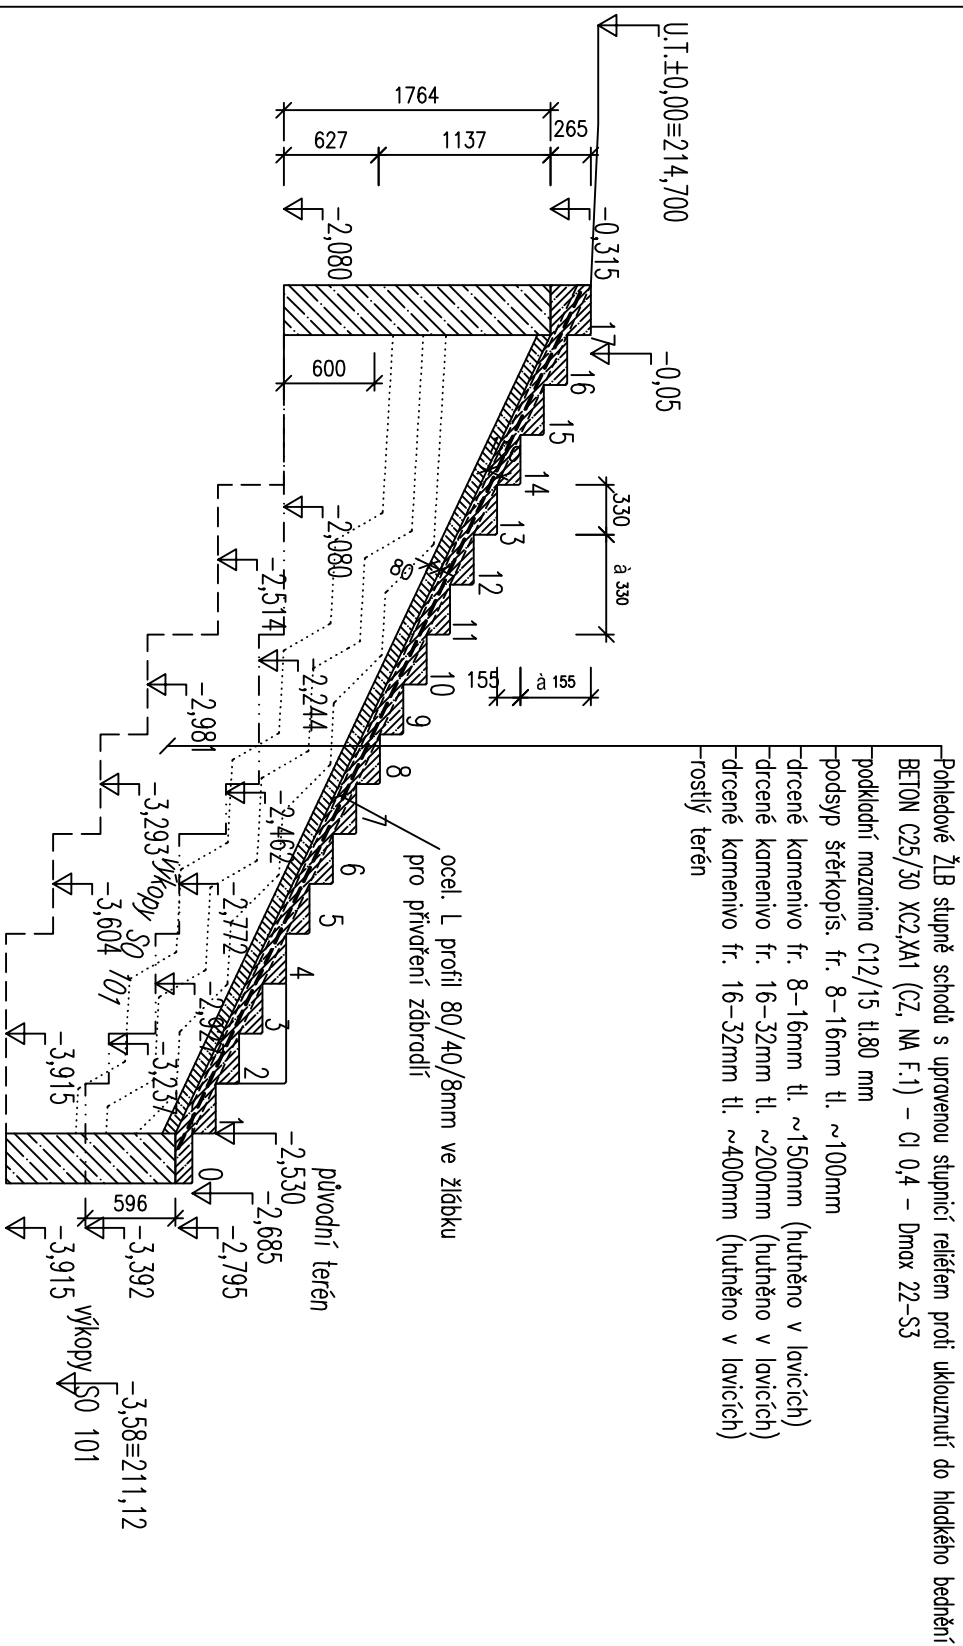 Pohledové ŽLB stupně schodů s upravenou stupnicí reliéfem proti uklouznutí do hladkého bednění
BETON C25/30 XC2,XA1 (CZ, NA F.1) – Cl 0,4 – Dmax 22–S3
podkladní mazanina C12/15 tl.80 mm
podsyp šrěrkopís. fr. 8–16mm tl. ~100mm
drcené kamenivo fr. 8–16mm tl. ~150mm (hutněno v lavicích)
drcené kamenivo fr. 16–32mm tl. ~200mm (hutněno v lavicích)
drcené kamenivo fr. 16–32mm tl. ~400mm (hutněno v lavicích)
rostlý terén
U.T.±0,00=214,700
-0,05
-0,315
265
1764
1137
627
-2,080
600
330
à 330
155
à 155
17
16
15
14
13
12
11
10
9
8
7
6
5
4
3
2
1
0
80
ocel. L profil 80/40/8mm ve žlábku
pro přivaření zábradlí
-2,080
-2,514
-2,244
-2,981
-2,462
-3,293
výkopy SO 101
-2,772
-3,604
-2,927
-3,237
-3,915
původní terén
-2,530
-2,685
-2,795
596
-3,392
-3,915
výkopy SO 101
-3,58=211,12